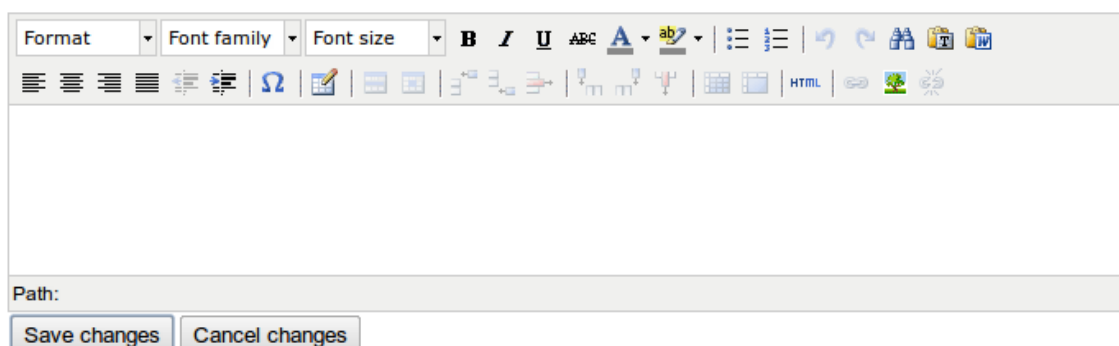 Format Font family Font size B I U ABC A ab
Ω HTML
Path:
Save changes Cancel changes